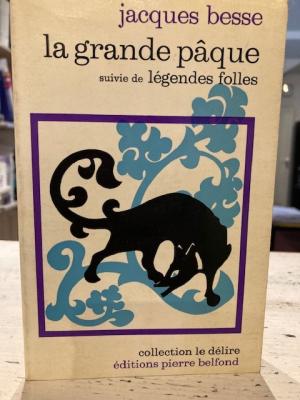 jacques besse
la grande pâque
suivie de légendes folles
collection le délire
éditions pierre belfond